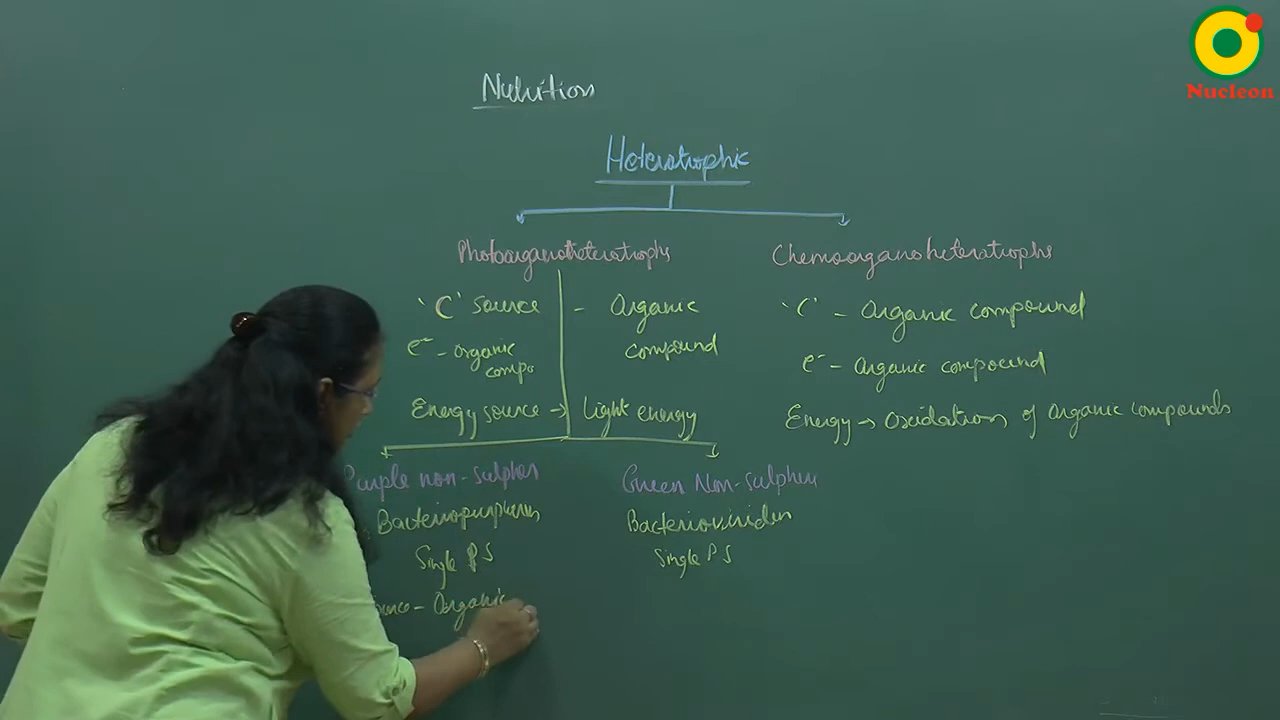 Nucleon
Nutrition
Heterotrophic
Photoorganoheterotrophs
Chemoorganoheterotrophs
'C' source - Organic compound
e⁻ - Organic compo
Energy source → Light energy
'C' - Organic compound
e⁻ - Organic compound
Energy → Oxidation of Organic compounds
Purple non-sulphur
Green Non-sulphur
Bacteriopurpurin
Bacterioviridin
Single PS
Single PS
- Organic